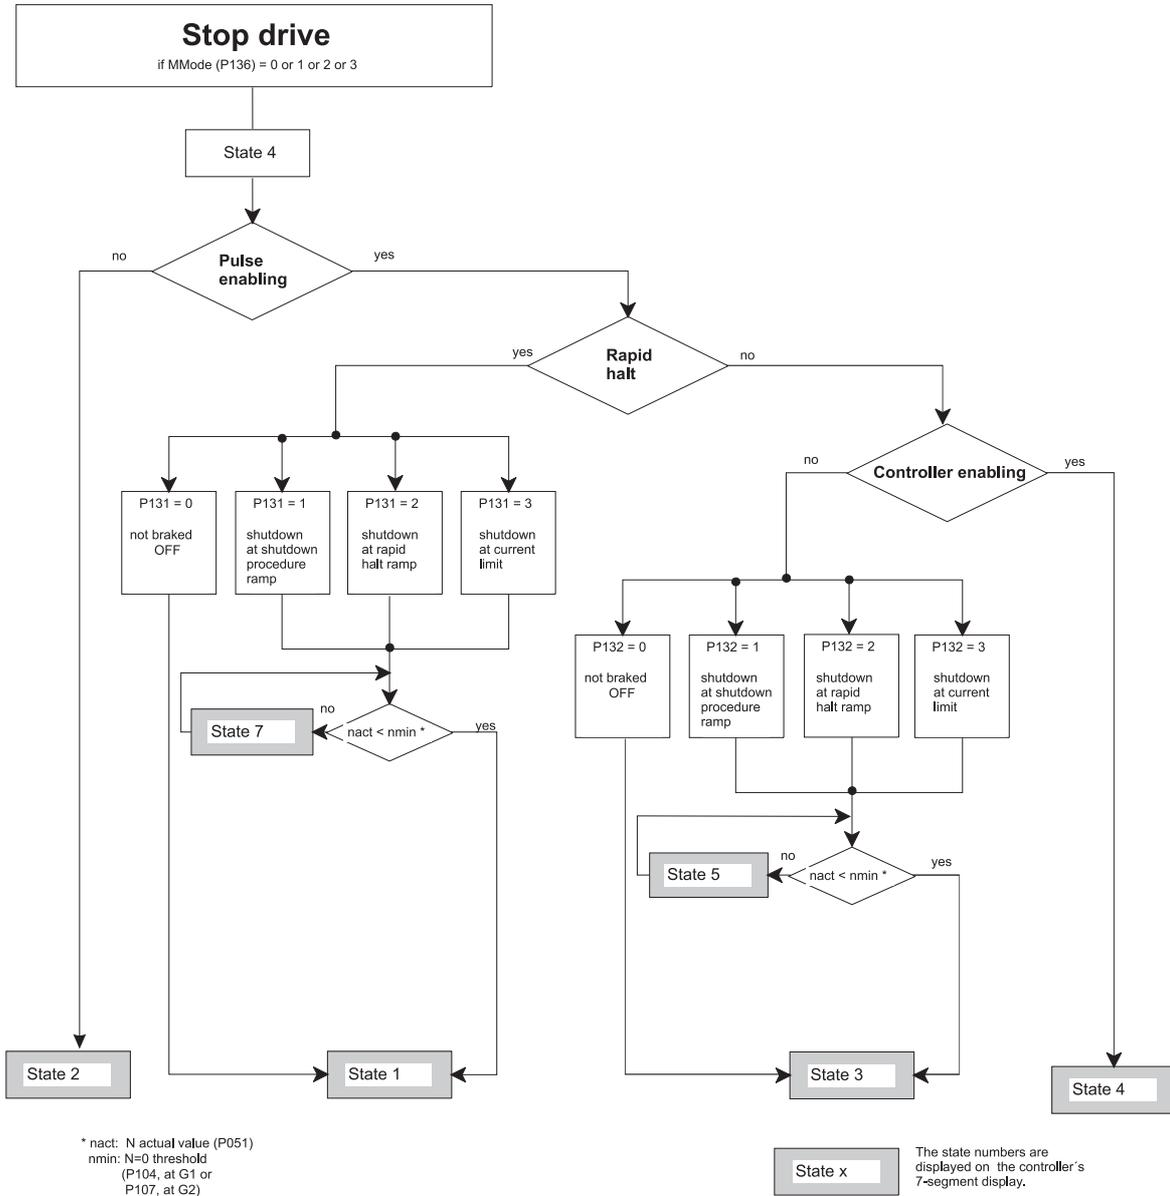 Stop drive
if MMode (P136) = 0 or 1 or 2 or 3
State 4
no
Pulse
enabling
yes
yes
Rapid
halt
no
no
Controller enabling
yes
P131 = 0
not braked
OFF
P131 = 1
shutdown
at shutdown
procedure
ramp
P131 = 2
shutdown
at rapid
halt ramp
P131 = 3
shutdown
at current
limit
P132 = 0
not braked
OFF
P132 = 1
shutdown
at shutdown
procedure
ramp
P132 = 2
shutdown
at rapid
halt ramp
P132 = 3
shutdown
at current
limit
State 7
no
nact < nmin *
yes
State 5
no
nact < nmin *
yes
State 2
State 1
State 3
State 4
* nact: N actual value (P051)
nmin: N=0 threshold
(P104, at G1 or
P107, at G2)
State x
The state numbers are
displayed on the controller´s
7-segment display.